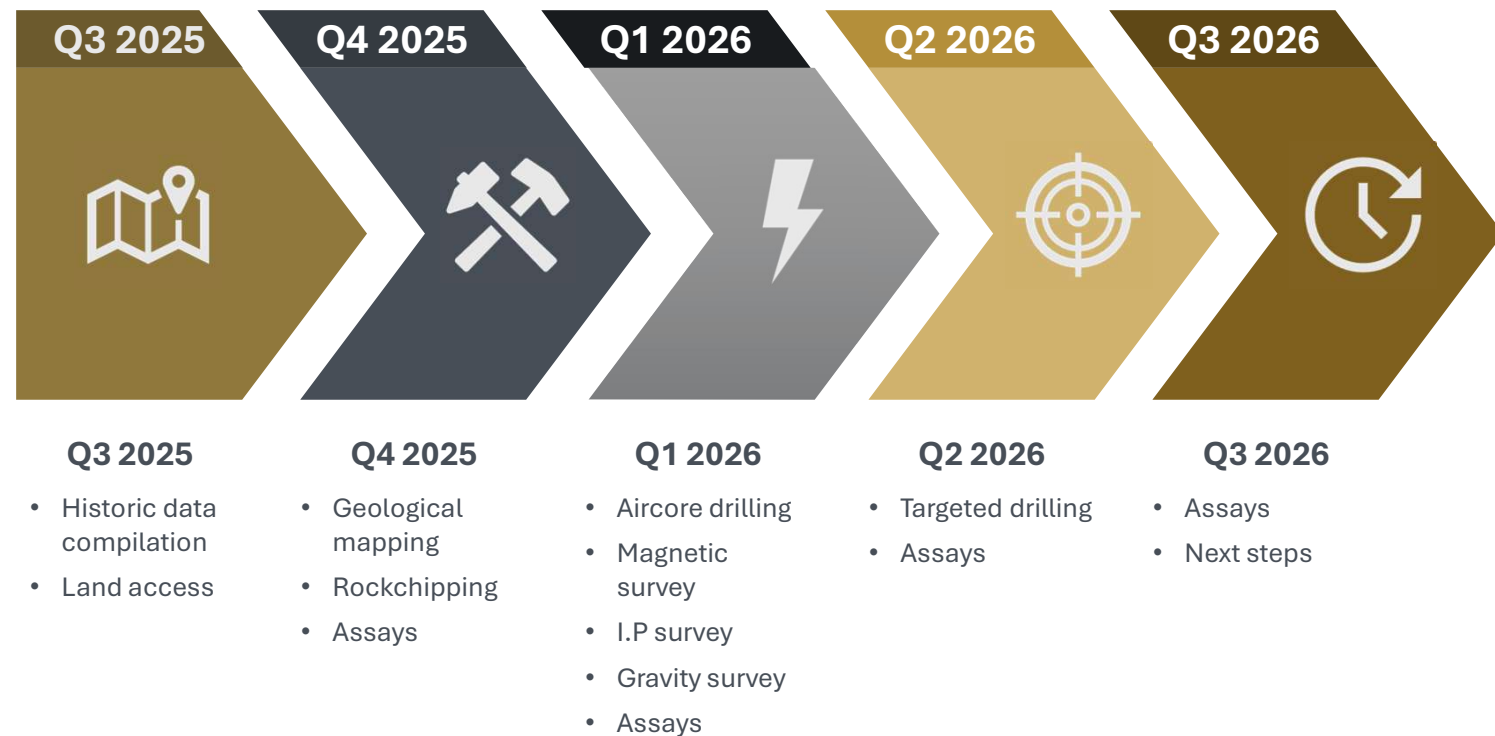 Q3 2025
Q4 2025
Q1 2026
Q2 2026
Q3 2026
Q3 2025
• Historic data
compilation
• Land access
Q4 2025
• Geological
mapping
• Rockchipping
• Assays
Q1 2026
• Aircore drilling
• Magnetic
survey
• I.P survey
• Gravity survey
• Assays
Q2 2026
• Targeted drilling
• Assays
Q3 2026
• Assays
• Next steps